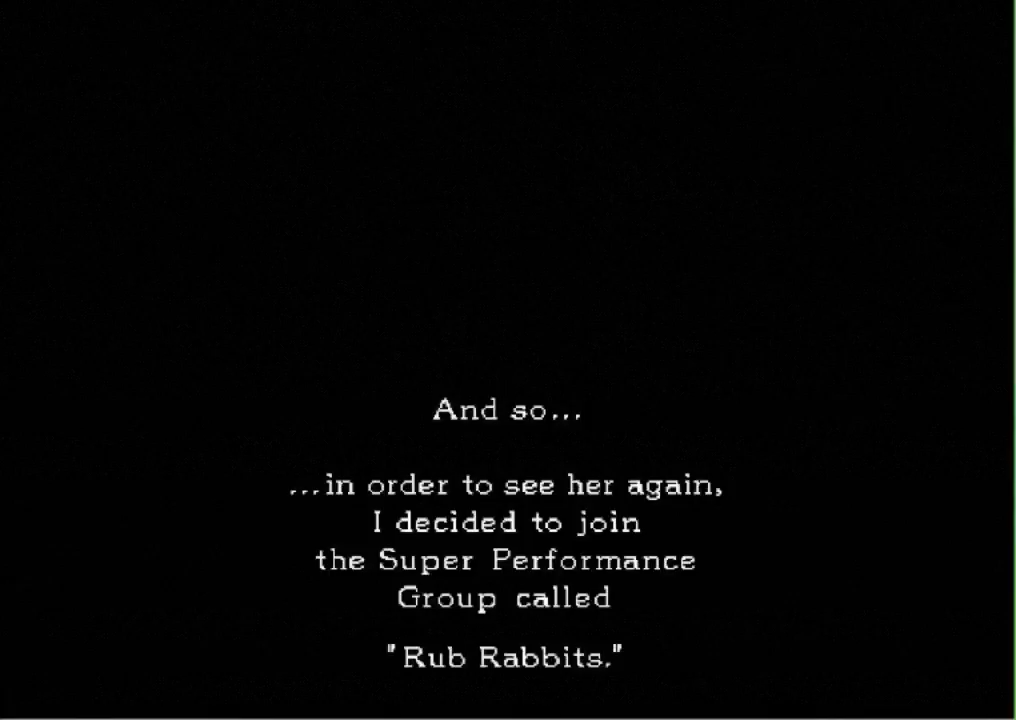 And so...
...in order to see her again,
I decided to join
the Super Performance
Group called
"Rub Rabbits."